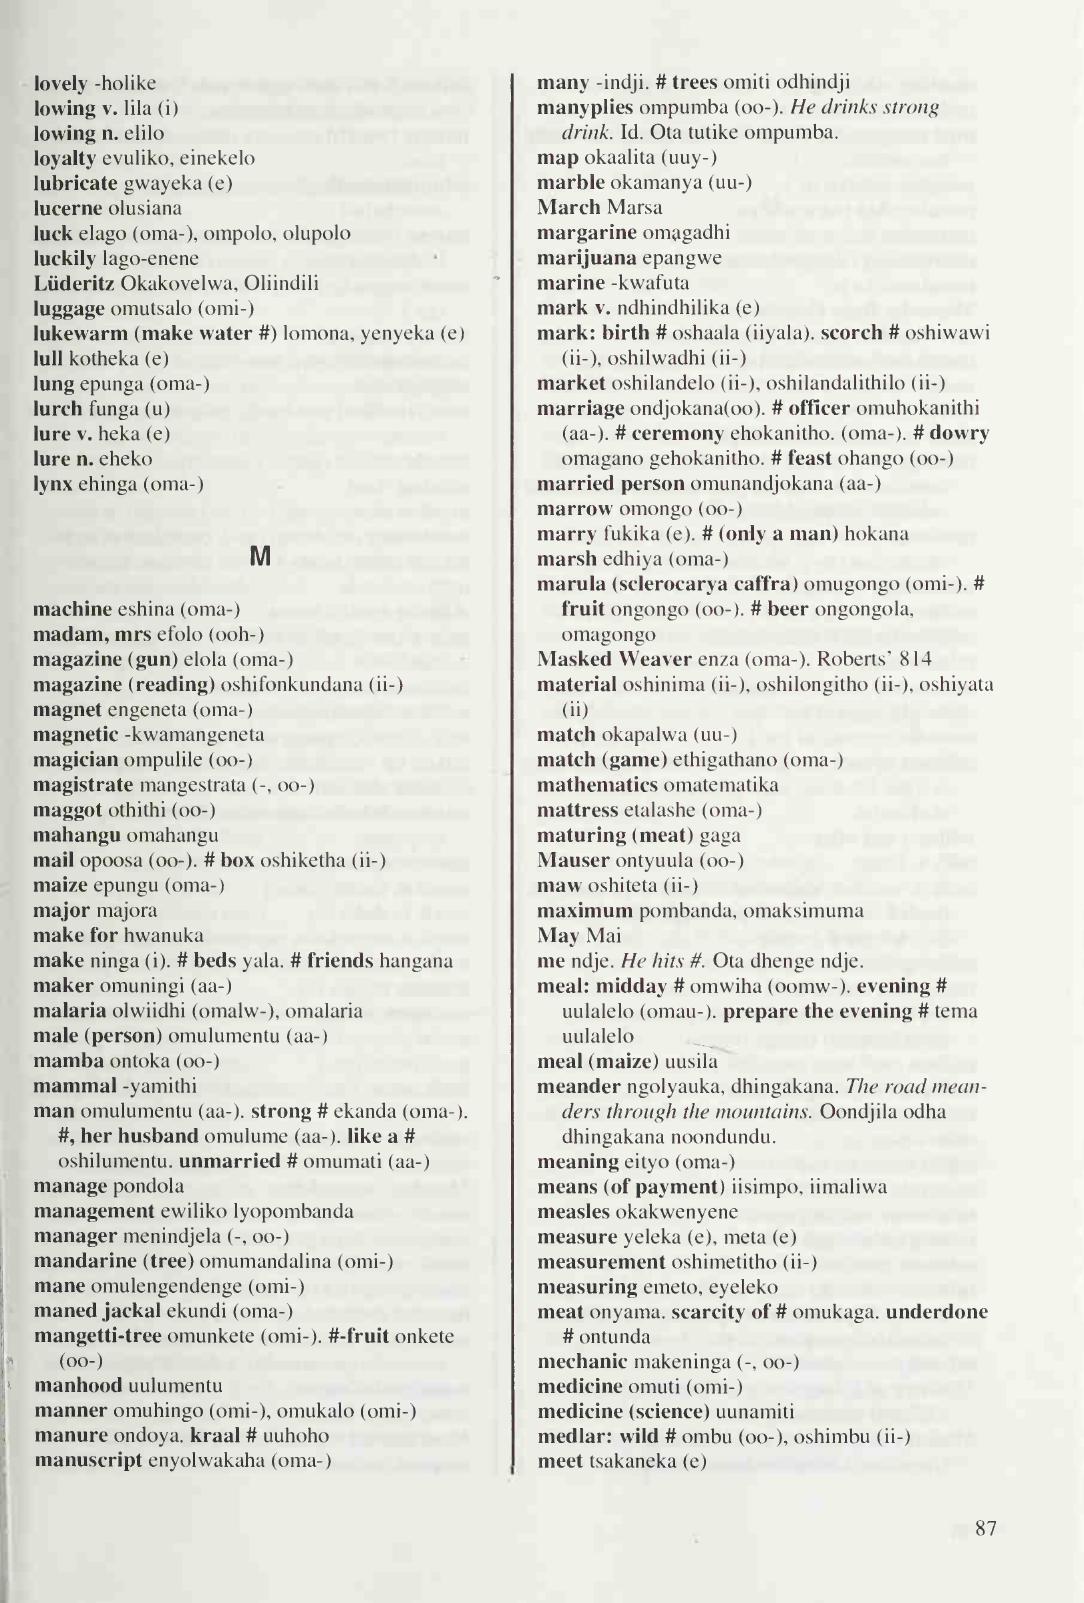 lovely -holike
lowing v. lila (i)
lowing n. elilo
loyalty evuliko, einekelo
lubricate gwayeka (e)
lucerne olusiana
luck elago (oma-), ompolo, olupolo
luckily lago-enene
Lüderitz Okakovelwa, Oliindili
luggage omutsalo (omi-)
lukewarm (make water #) lomona, yenyeka (e)
lull kotheka (e)
lung epunga (oma-)
lurch funga (u)
lure v. heka (e)
lure n. eheko
lynx ehinga (oma-)
M
machine eshina (oma-)
madam, mrs efolo (ooh-)
magazine (gun) elola (oma-)
magazine (reading) oshifonkundana (ii-)
magnet engeneta (oma-)
magnetic -kwamangeneta
magician ompulile (oo-)
magistrate mangestrata (-, oo-)
maggot othithi (oo-)
mahangu omahangu
mail opoosa (oo-). # box oshiketha (ii-)
maize epungu (oma-)
major majora
make for hwanuka
make ninga (i). # beds yala. # friends hangana
maker omuningi (aa-)
malaria olwiidhi (omalw-), omalaria
male (person) omulumentu (aa-)
mamba ontoka (oo-)
mammal -yamithi
man omulumentu (aa-). strong # ekanda (oma-).
#, her husband omulume (aa-). like a #
oshilumentu. unmarried # omumati (aa-)
manage pondola
management ewiliko lyopombanda
manager menindjela (-, oo-)
mandarine (tree) omumandalina (omi-)
mane omulengendenge (omi-)
maned jackal ekundi (oma-)
mangetti-tree omunkete (omi-). #-fruit onkete
(oo-)
manhood uulumentu
manner omuhingo (omi-), omukalo (omi-)
manure ondoya. kraal # uuhoho
manuscript enyolwakaha (oma-)
many -indji. # trees omiti odhindji
manyplies ompumba (oo-). He drinks strong
drink. Id. Ota tutike ompumba.
map okaalita (uuy-)
marble okamanya (uu-)
March Marsa
margarine omagadhi
marijuana epangwe
marine -kwafuta
mark v. ndhindhilika (e)
mark: birth # oshaala (iiyala). scorch # oshiwawi
(ii-), oshilwadhi (ii-)
market oshilandelo (ii-), oshilandalithilo (ii-)
marriage ondjokana(oo). # officer omuhokanithi
(aa-). # ceremony ehokanitho. (oma-). # dowry
omagano gehokanitho. # feast ohango (oo-)
married person omunandjokana (aa-)
marrow omongo (oo-)
marry fukika (e). # (only a man) hokana
marsh edhiya (oma-)
marula (sclerocarya caffra) omugongo (omi-). #
fruit ongongo (oo-). # beer ongongola,
omagongo
Masked Weaver enza (oma-). Roberts' 814
material oshinima (ii-), oshilongitho (ii-), oshiyata
(ii)
match okapalwa (uu-)
match (game) ethigathano (oma-)
mathematics omatematika
mattress etalashe (oma-)
maturing (meat) gaga
Mauser ontyuula (oo-)
maw oshiteta (ii-)
maximum pombanda, omaksimuma
May Mai
me ndje. He hits #. Ota dhenge ndje.
meal: midday # omwiha (oomw-). evening #
uulalelo (omau-). prepare the evening # tema
uulalelo
meal (maize) uusila
meander ngolyauka, dhingakana. The road mean-
ders through the mountains. Oondjila odha
dhingakana noondundu.
meaning eityo (oma-)
means (of payment) iisimpo, iimaliwa
measles okakwenyene
measure yeleka (e), meta (e)
measurement oshimetitho (ii-)
measuring emeto, eyeleko
meat onyama. scarcity of # omukaga. underdone
# ontunda
mechanic makeninga (-, oo-)
medicine omuti (omi-)
medicine (science) uunamiti
medlar: wild # ombu (oo-), oshimbu (ii-)
meet tsakaneka (e)
87